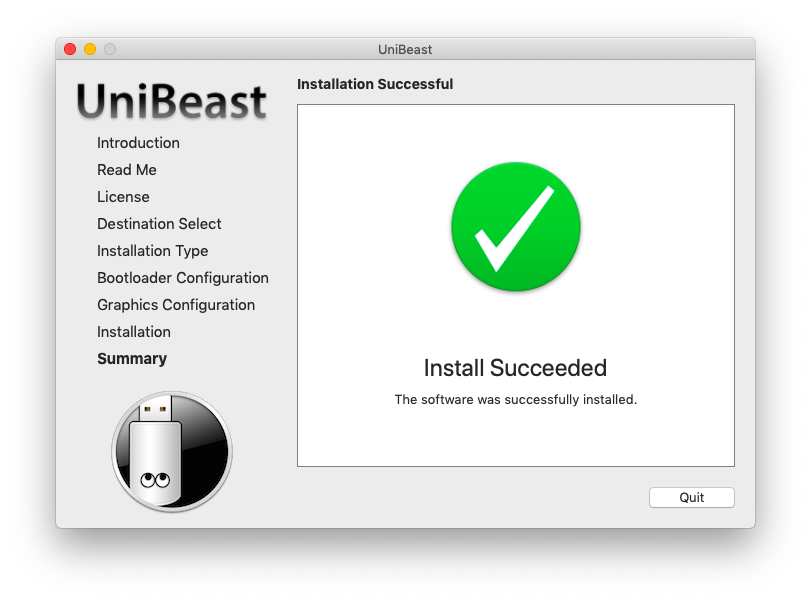 UniBeast
UniBeast
Installation Successful
Introduction
Read Me
License
Destination Select
Installation Type
Bootloader Configuration
Graphics Configuration
Installation
Summary
Install Succeeded
The software was successfully installed.
Quit